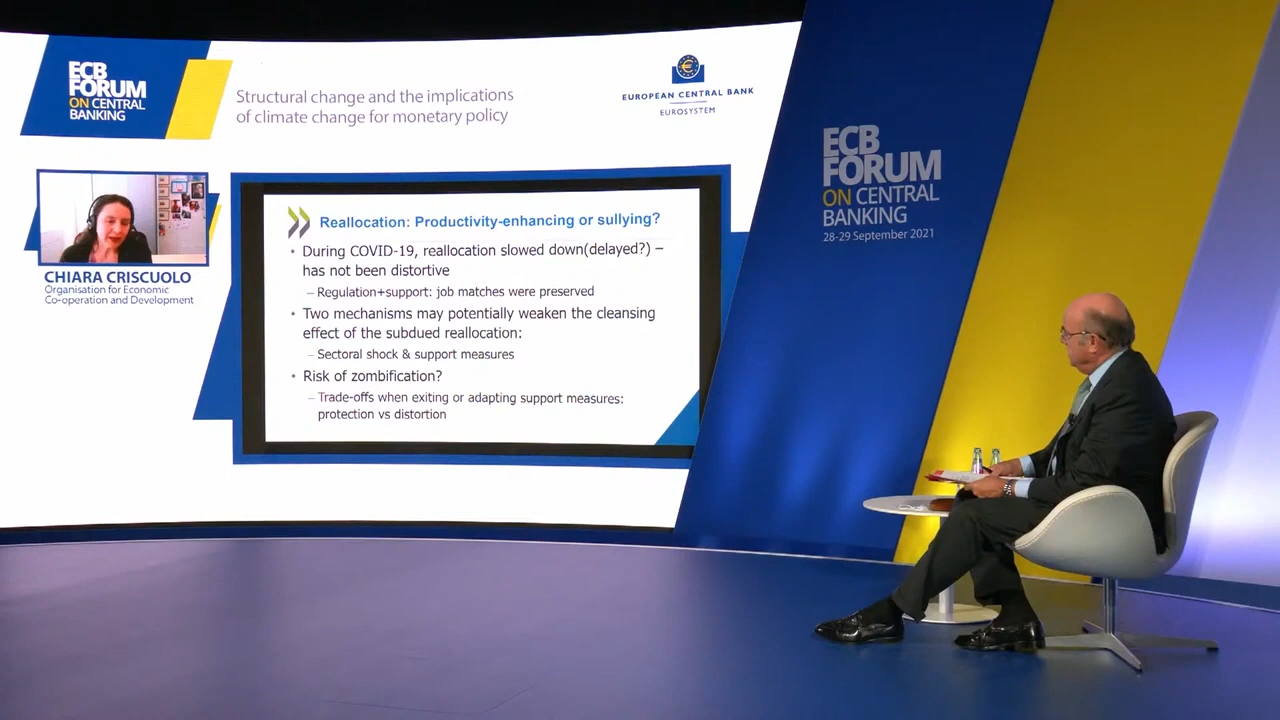 ECB
FORUM
ON CENTRAL
BANKING
Structural change and the implications
of climate change for monetary policy
EUROPEAN CENTRAL BANK
EUROSYSTEM
CHIARA CRISCUOLO
Organisation for Economic
Co-operation and Development
Reallocation: Productivity-enhancing or sullying?
• During COVID-19, reallocation slowed down(delayed?) –
has not been distortive
– Regulation+support: job matches were preserved
• Two mechanisms may potentially weaken the cleansing
effect of the subdued reallocation:
– Sectoral shock & support measures
• Risk of zombification?
– Trade-offs when exiting or adapting support measures:
protection vs distortion
ECB
FORUM
ON CENTRAL
BANKING
28-29 September 2021